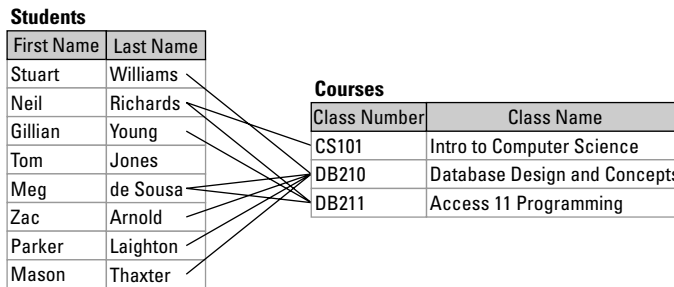 Students
First Name Last Name
Stuart Williams
Neil Richards
Gillian Young
Tom Jones
Meg de Sousa
Zac Arnold
Parker Laighton
Mason Thaxter
Courses
Class Number Class Name
CS101 Intro to Computer Science
DB210 Database Design and Concepts
DB211 Access 11 Programming